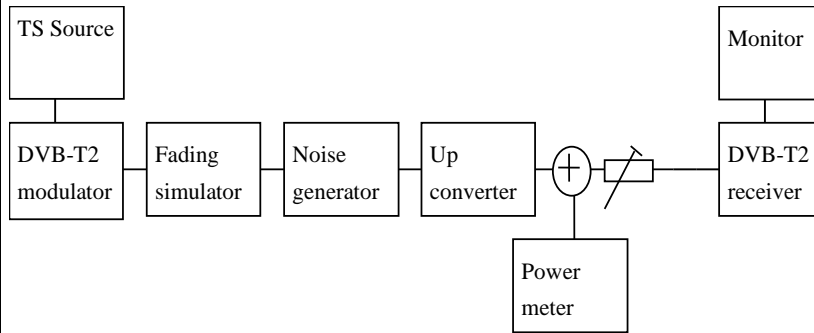 TS Source
Monitor
DVB-T2
modulator
Fading
simulator
Noise
generator
Up
converter
DVB-T2
receiver
Power
meter